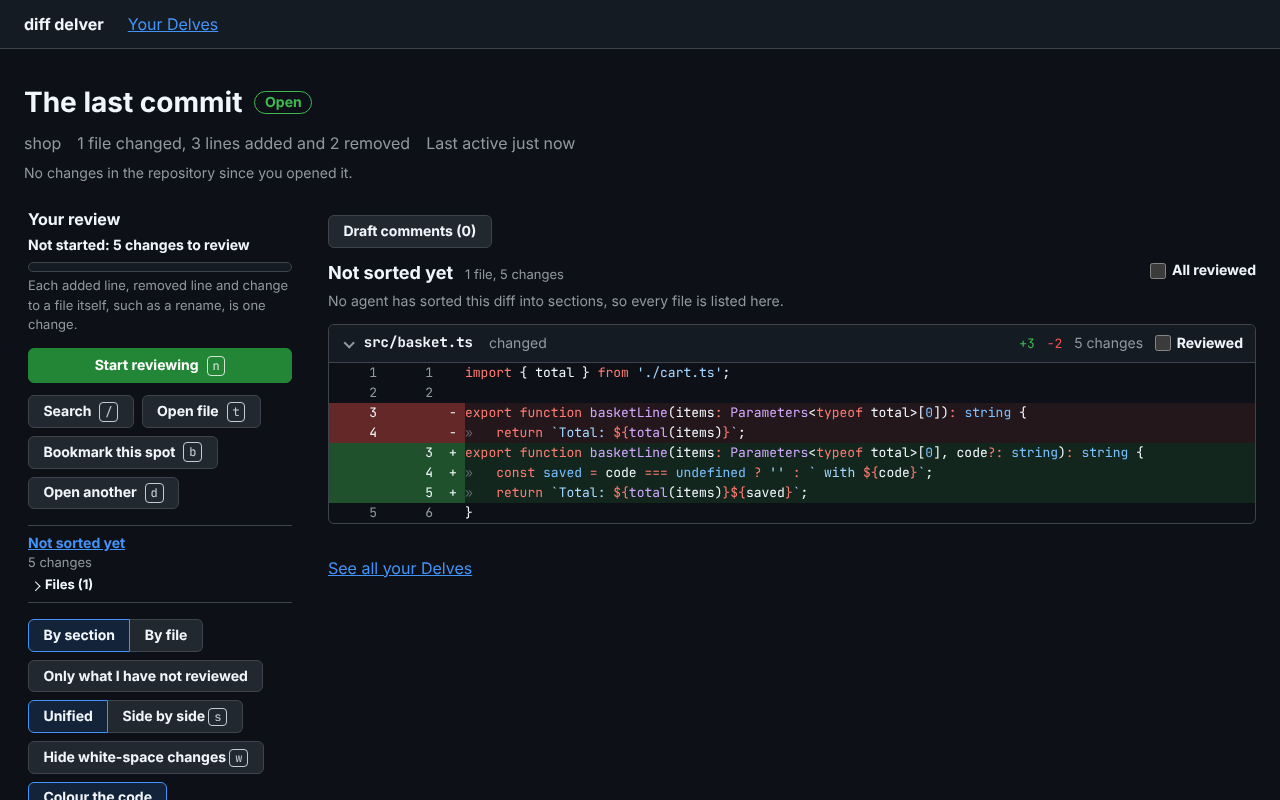 diff delver Your Delves
The last commit Open
shop 1 file changed, 3 lines added and 2 removed Last active just now
No changes in the repository since you opened it.
Your review
Not started: 5 changes to review
Each added line, removed line and change
to a file itself, such as a rename, is one
change.
Start reviewing n
Search / Open file t
Bookmark this spot b
Open another d
Not sorted yet
5 changes
Files (1)
By section By file
Only what I have not reviewed
Unified Side by side s
Hide white-space changes w
Colour the code
Draft comments (0)
Not sorted yet 1 file, 5 changes All reviewed
No agent has sorted this diff into sections, so every file is listed here.
src/basket.ts changed +3 -2 5 changes Reviewed
1 1 import { total } from './cart.ts';
2 2
3 - export function basketLine(items: Parameters<typeof total>[0]): string {
4 - » return `Total: ${total(items)}`;
3 + export function basketLine(items: Parameters<typeof total>[0], code?: string): string {
4 + » const saved = code === undefined ? '' : ` with ${code}`;
5 + » return `Total: ${total(items)}${saved}`;
5 6 }
See all your Delves